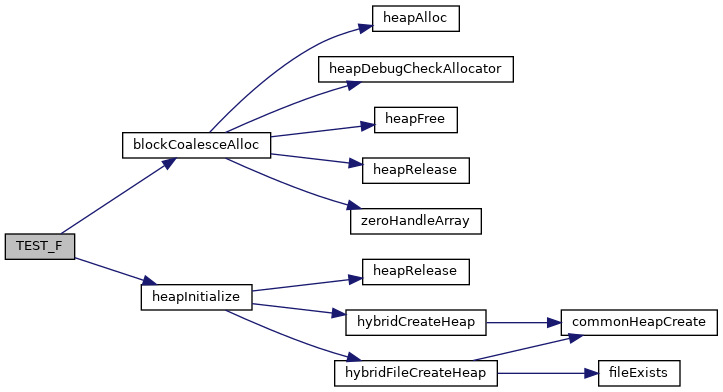 heapAlloc
heapDebugCheckAllocator
heapFree
blockCoalesceAlloc
heapRelease
zeroHandleArray
TEST_F
heapRelease
heapInitialize
hybridCreateHeap
commonHeapCreate
hybridFileCreateHeap
fileExists